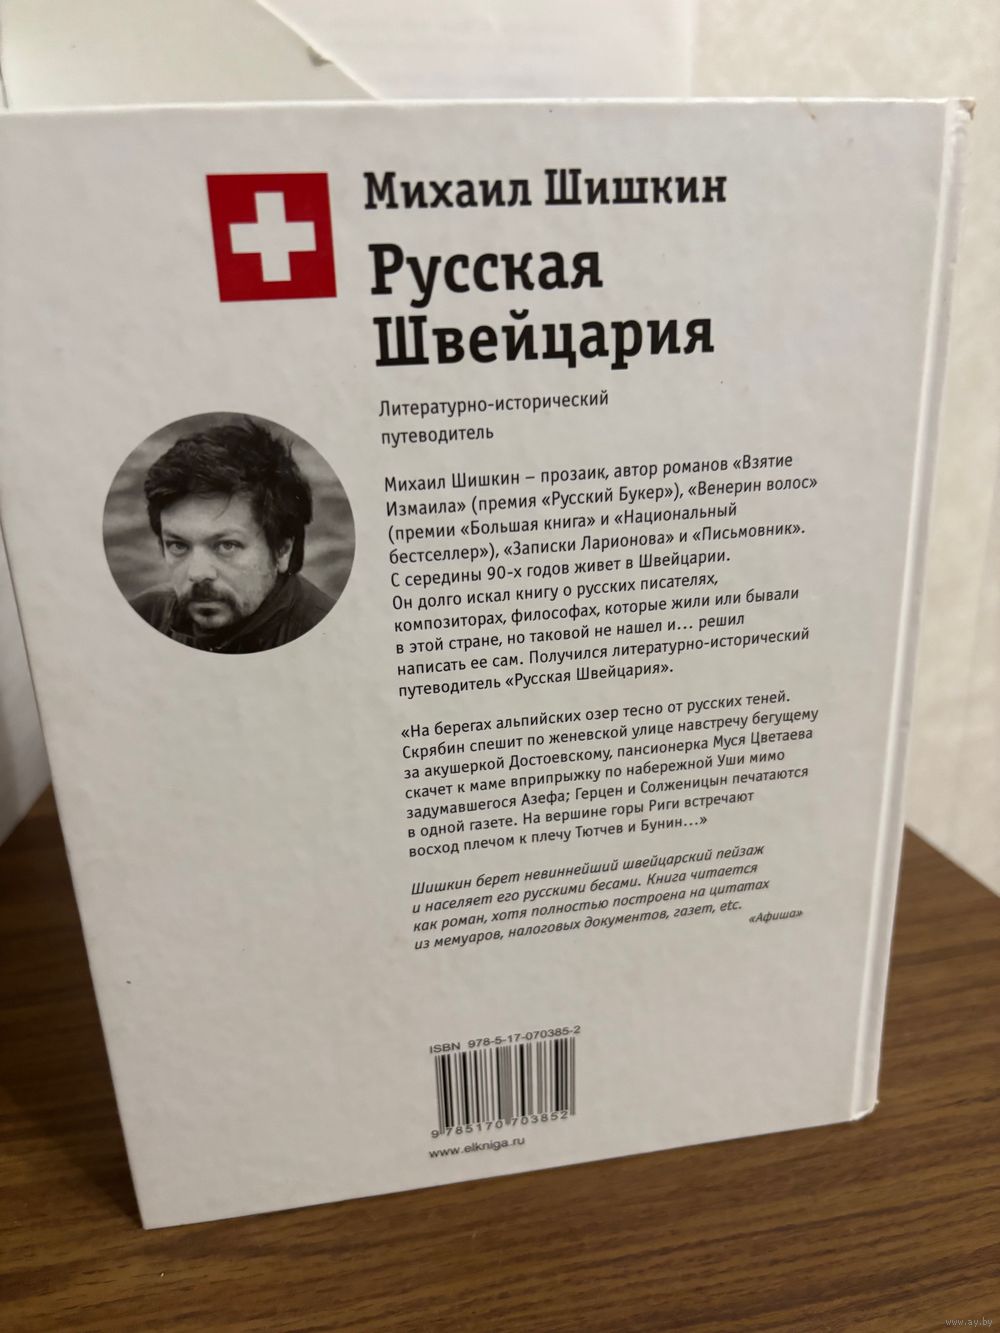 Михаил Шишкин
Русская
Швейцария
Литературно-исторический
путеводитель
Михаил Шишкин – прозаик, автор романов «Взятие
Измаила» (премия «Русский Букер»), «Венерин волос»
(премии «Большая книга» и «Национальный
бестселлер»), «Записки Ларионова» и «Письмовник».
С середины 90-х годов живет в Швейцарии.
Он долго искал книгу о русских писателях,
композиторах, философах, которые жили или бывали
в этой стране, но таковой не нашел и... решил
написать ее сам. Получился литературно-исторический
путеводитель «Русская Швейцария».
«На берегах альпийских озер тесно от русских теней.
Скрябин спешит по женевской улице навстречу бегущему
за акушеркой Достоевскому, пансионерка Муся Цветаева
скачет к маме вприпрыжку по набережной Уши мимо
задумавшегося Азефа; Герцен и Солженицын печатаются
в одной газете. На вершине горы Риги встречают
восход плечом к плечу Тютчев и Бунин...»
Шишкин берет невиннейший швейцарский пейзаж
и населяет его русскими бесами. Книга читается
как роман, хотя полностью построена на цитатах
из мемуаров, налоговых документов, газет, etc.
«Афиша»
ISBN 978-5-17-070385-2
9 785170 703852
www.elkniga.ru
www.ay.by